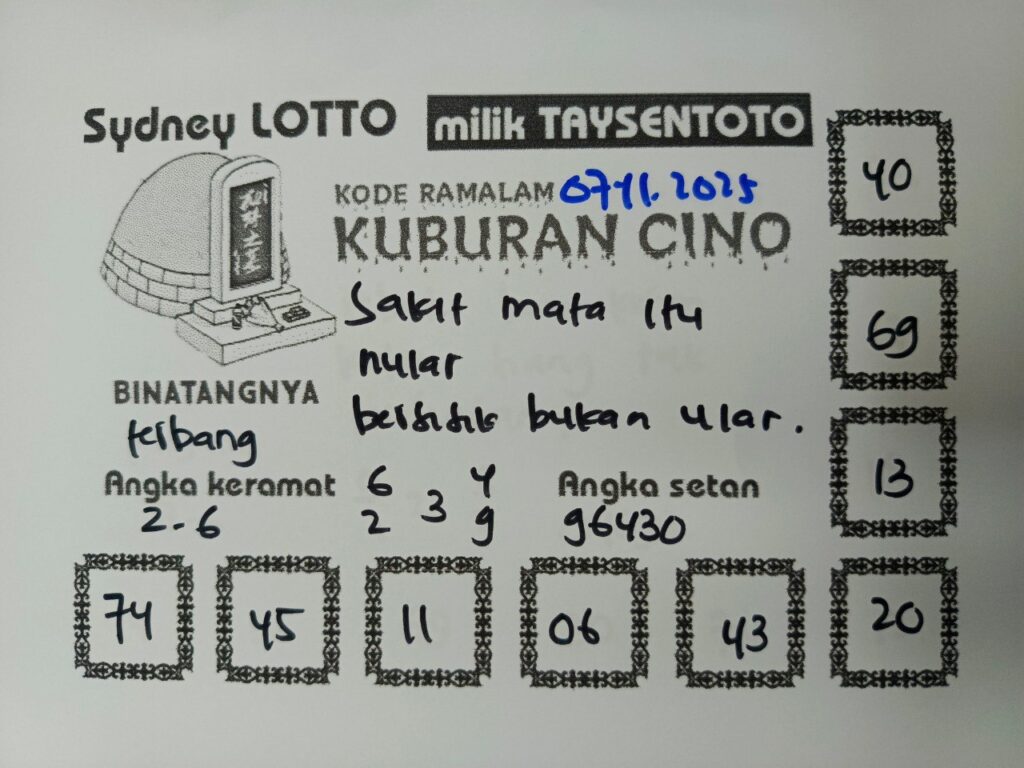 Sydney LOTTO milik TAYSENTOTO
KODE RAMALAM 07-11.2025
KUBURAN CINO
Sakit mata itu
nular
bersisik bukan ular.
BINATANGNYA
terbang
Angka keramat
2-6
6 4
3
2 9
Angka setan
96430
40
69
13
20
74 45 11 06 43